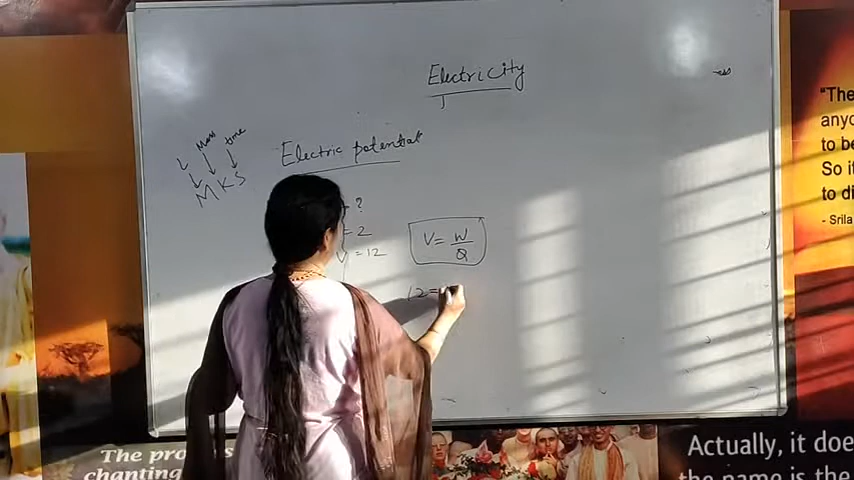 Electricity
L Mass time
MKS
Electric potential
?
= 2
V = 12
V = W/Q
12 =
"The
anyo
to be
So it
to di
- Srila
The pro
chanting
Actually, it doe
the name is the